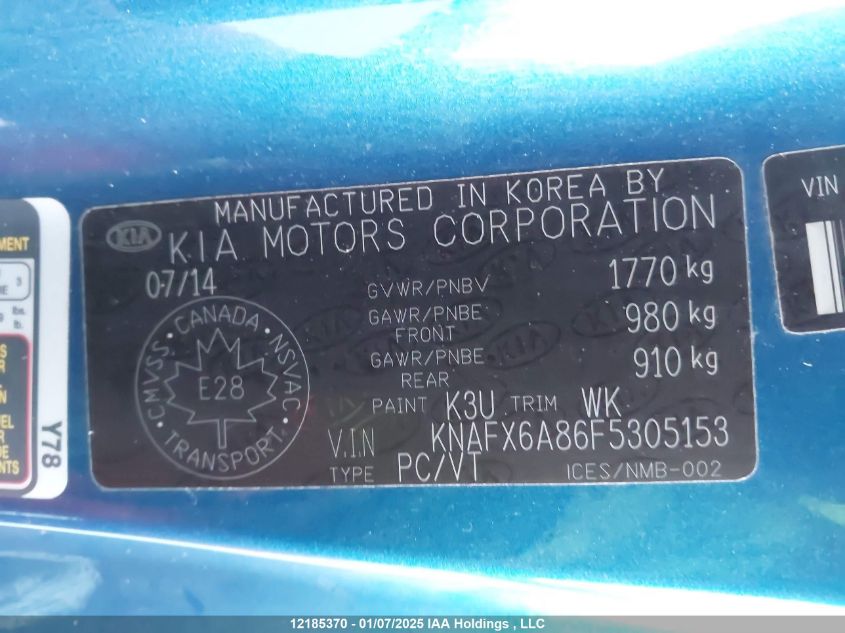 MANUFACTURED IN KOREA BY
KIA KIA MOTORS CORPORATION
07/14
GVWR/PNBV 1770 kg
GAWR/PNBE FRONT 980 kg
GAWR/PNBE REAR 910 kg
PAINT K3U TRIM WK
V.I.N KNAFX6A86F5305153
TYPE PC/VT ICES/NMB-002
CANADA
CMVSS NSVAC
E28
TRANSPORT
VIN
Y78
12185370 - 01/07/2025 IAA Holdings , LLC